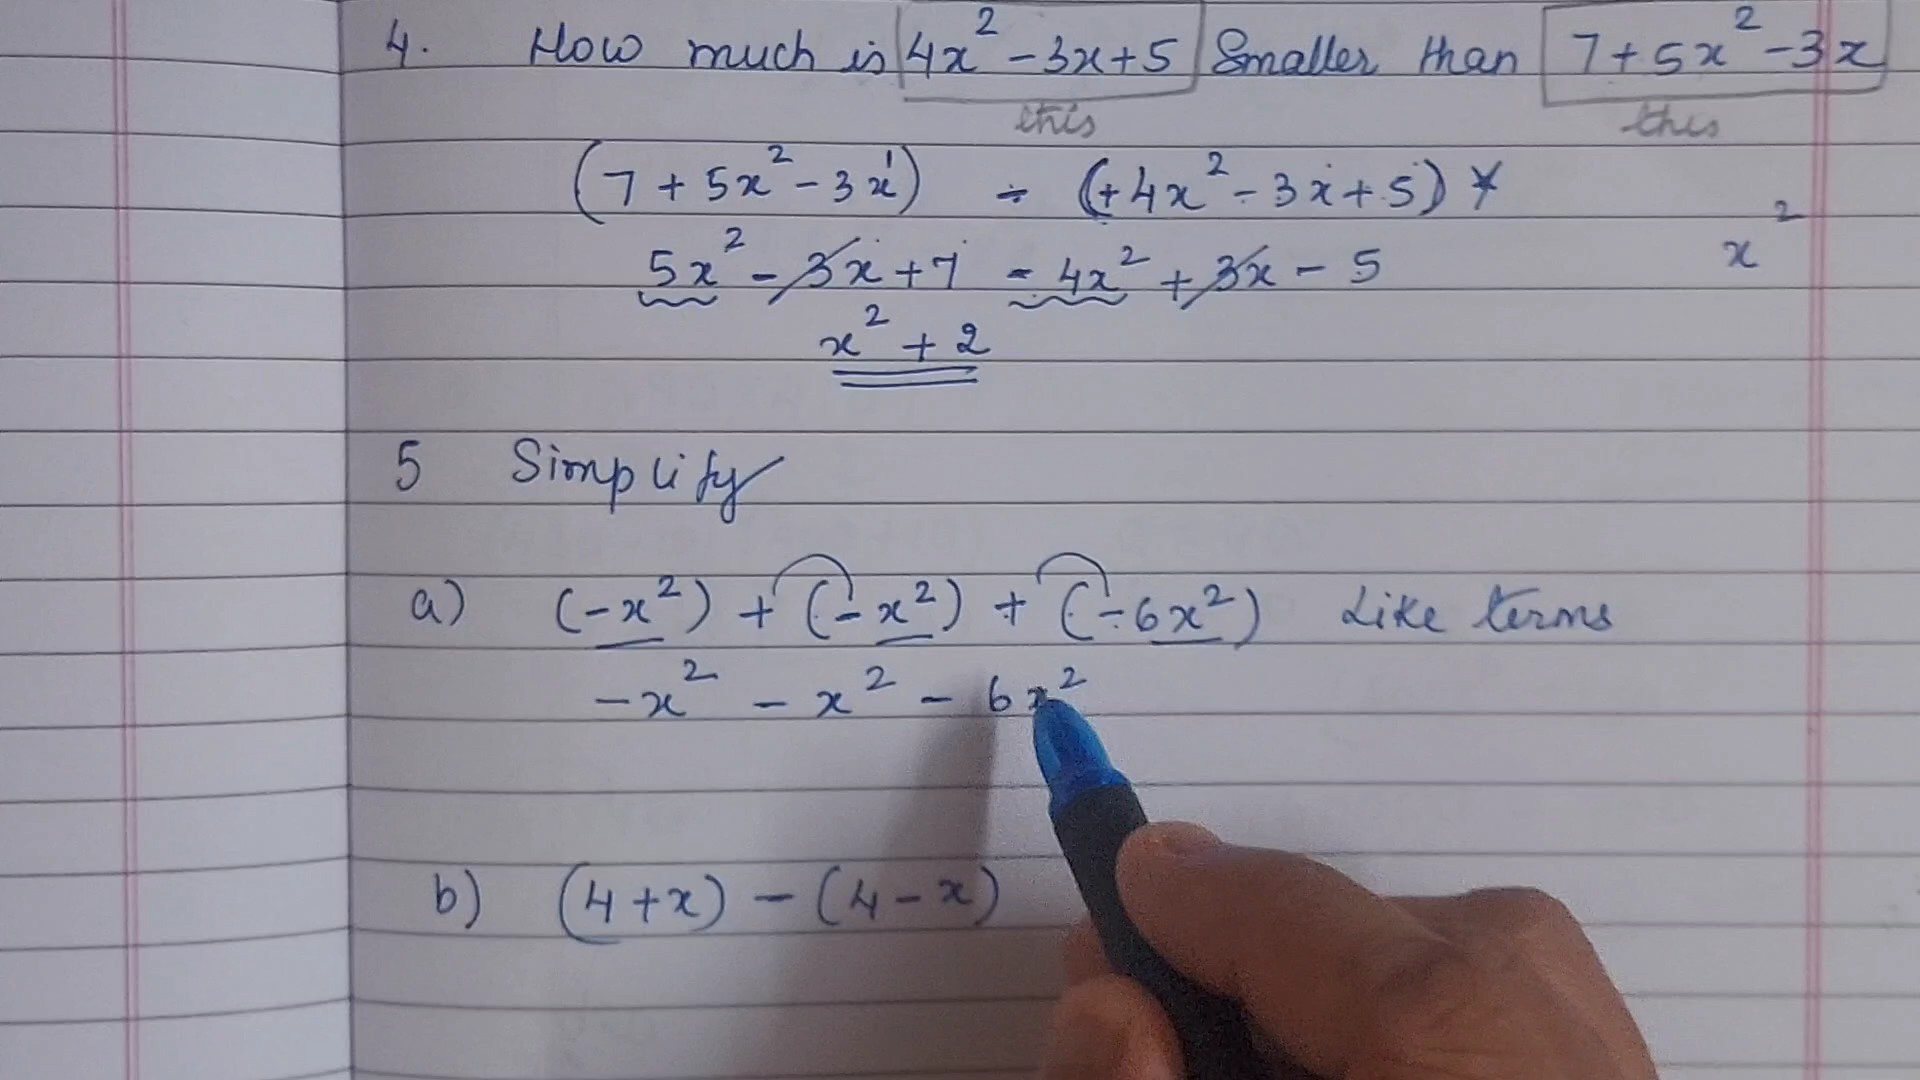 4. How much is 4x² - 3x + 5 Smaller than 7 + 5x² - 3x
this this
(7 + 5x² - 3x¹) - (+4x² - 3x + 5)
x²
5x² - 3x + 7 - 4x² + 3x - 5
x² + 2
5 Simplify
a) (-x²) + (-x²) + (-6x²) Like terms
-x² - x² - 6x²
b) (4 + x) - (4 - x)